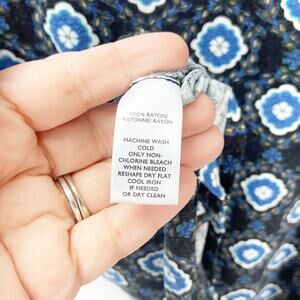 100% RAYON/
RAYONNE/ RAYÓN
MACHINE WASH
COLD
ONLY NON-
CHLORINE BLEACH
WHEN NEEDED
RESHAPE DRY FLAT
COOL IRON
IF NEEDED
OR DRY CLEAN